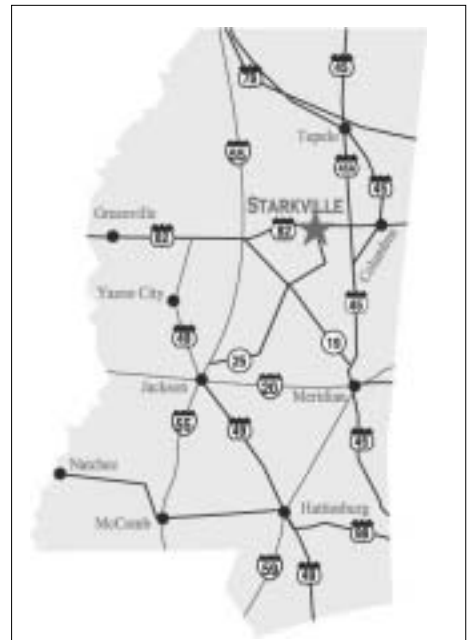 45
78
Tupelo
55
45A
45
STARKVILLE
Greenville
82
82
Columbus
Yazoo City
45
49
19
25
Jackson
20
Meridian
55
49
45
Natchez
McComb
Hattiesburg
98
59
49